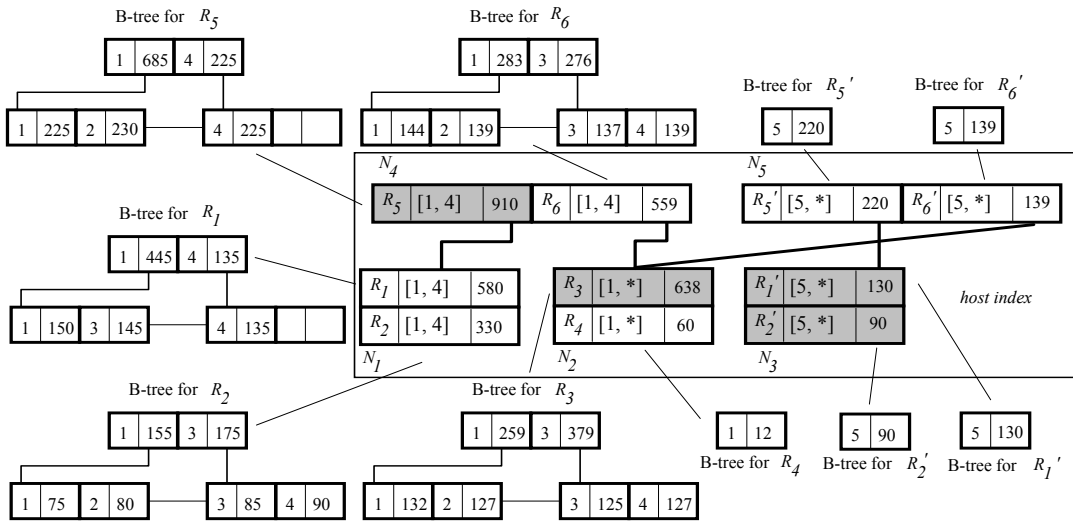 B-tree for R5
B-tree for R6
1 685 4 225
1 283 3 276
B-tree for R5'
B-tree for R6'
1 225 2 230
4 225
1 144 2 139
3 137 4 139
5 220
5 139
N4
N5
R5 [1, 4] 910
R6 [1, 4] 559
R5' [5, *] 220
R6' [5, *] 139
B-tree for R1
1 445 4 135
R1 [1, 4] 580
R3 [1, *] 638
R1' [5, *] 130
host index
1 150 3 145
4 135
R2 [1, 4] 330
R4 [1, *] 60
R2' [5, *] 90
N1
N2
N3
B-tree for R2
B-tree for R3
1 155 3 175
1 259 3 379
1 12
5 90
5 130
B-tree for R4
B-tree for R2'
B-tree for R1'
1 75 2 80
3 85 4 90
1 132 2 127
3 125 4 127